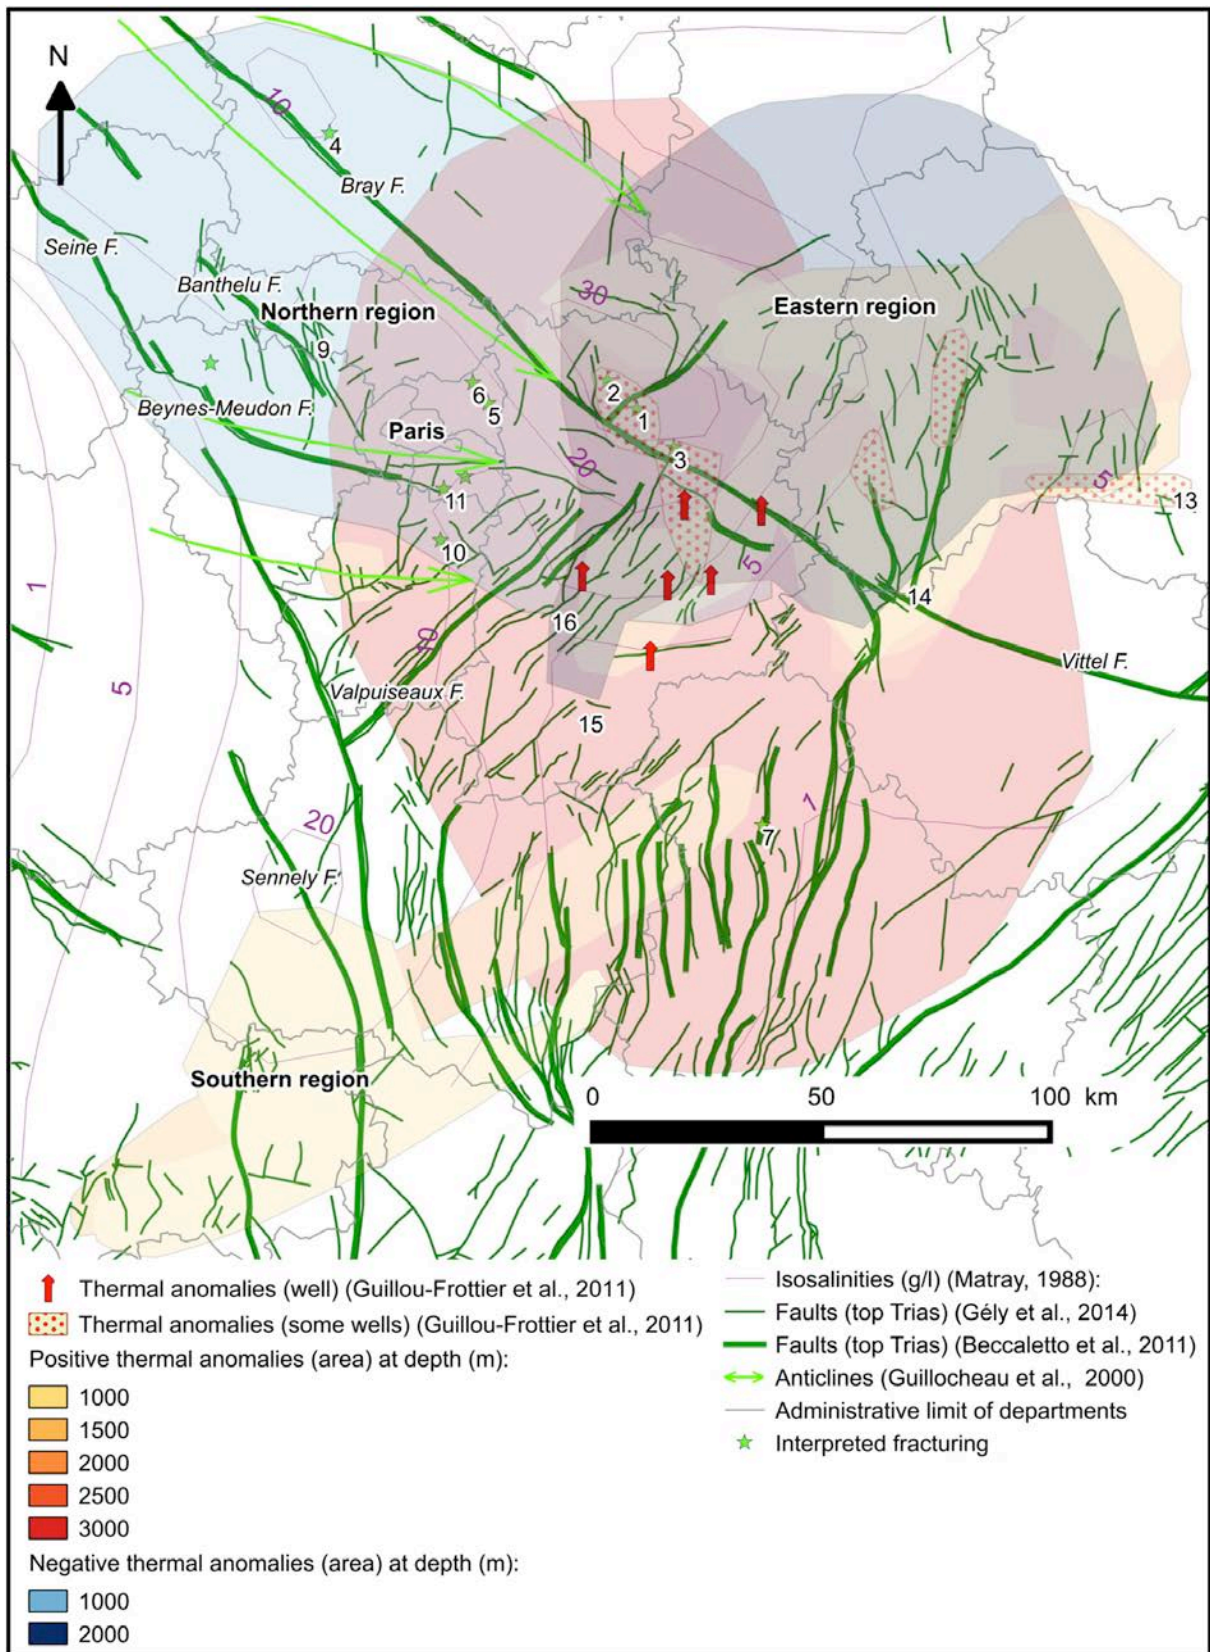 N
10
4
Bray F.
Seine F.
Banthelu F.
30
Northern region
Eastern region
9
6
2
5
1
Beynes-Meudon F.
Paris
3
20
11
5
13
10
5
1
14
16
40
Vittel F.
5
Valpuiseaux F.
15
1
20
7
Sennely F.
Southern region
0 50 100 km
Thermal anomalies (well) (Guillou-Frottier et al., 2011)
Thermal anomalies (some wells) (Guillou-Frottier et al., 2011)
Positive thermal anomalies (area) at depth (m):
1000
1500
2000
2500
3000
Negative thermal anomalies (area) at depth (m):
1000
2000
Isosalinities (g/l) (Matray, 1988):
Faults (top Trias) (Gély et al., 2014)
Faults (top Trias) (Beccaletto et al., 2011)
Anticlines (Guillocheau et al., 2000)
Administrative limit of departments
Interpreted fracturing